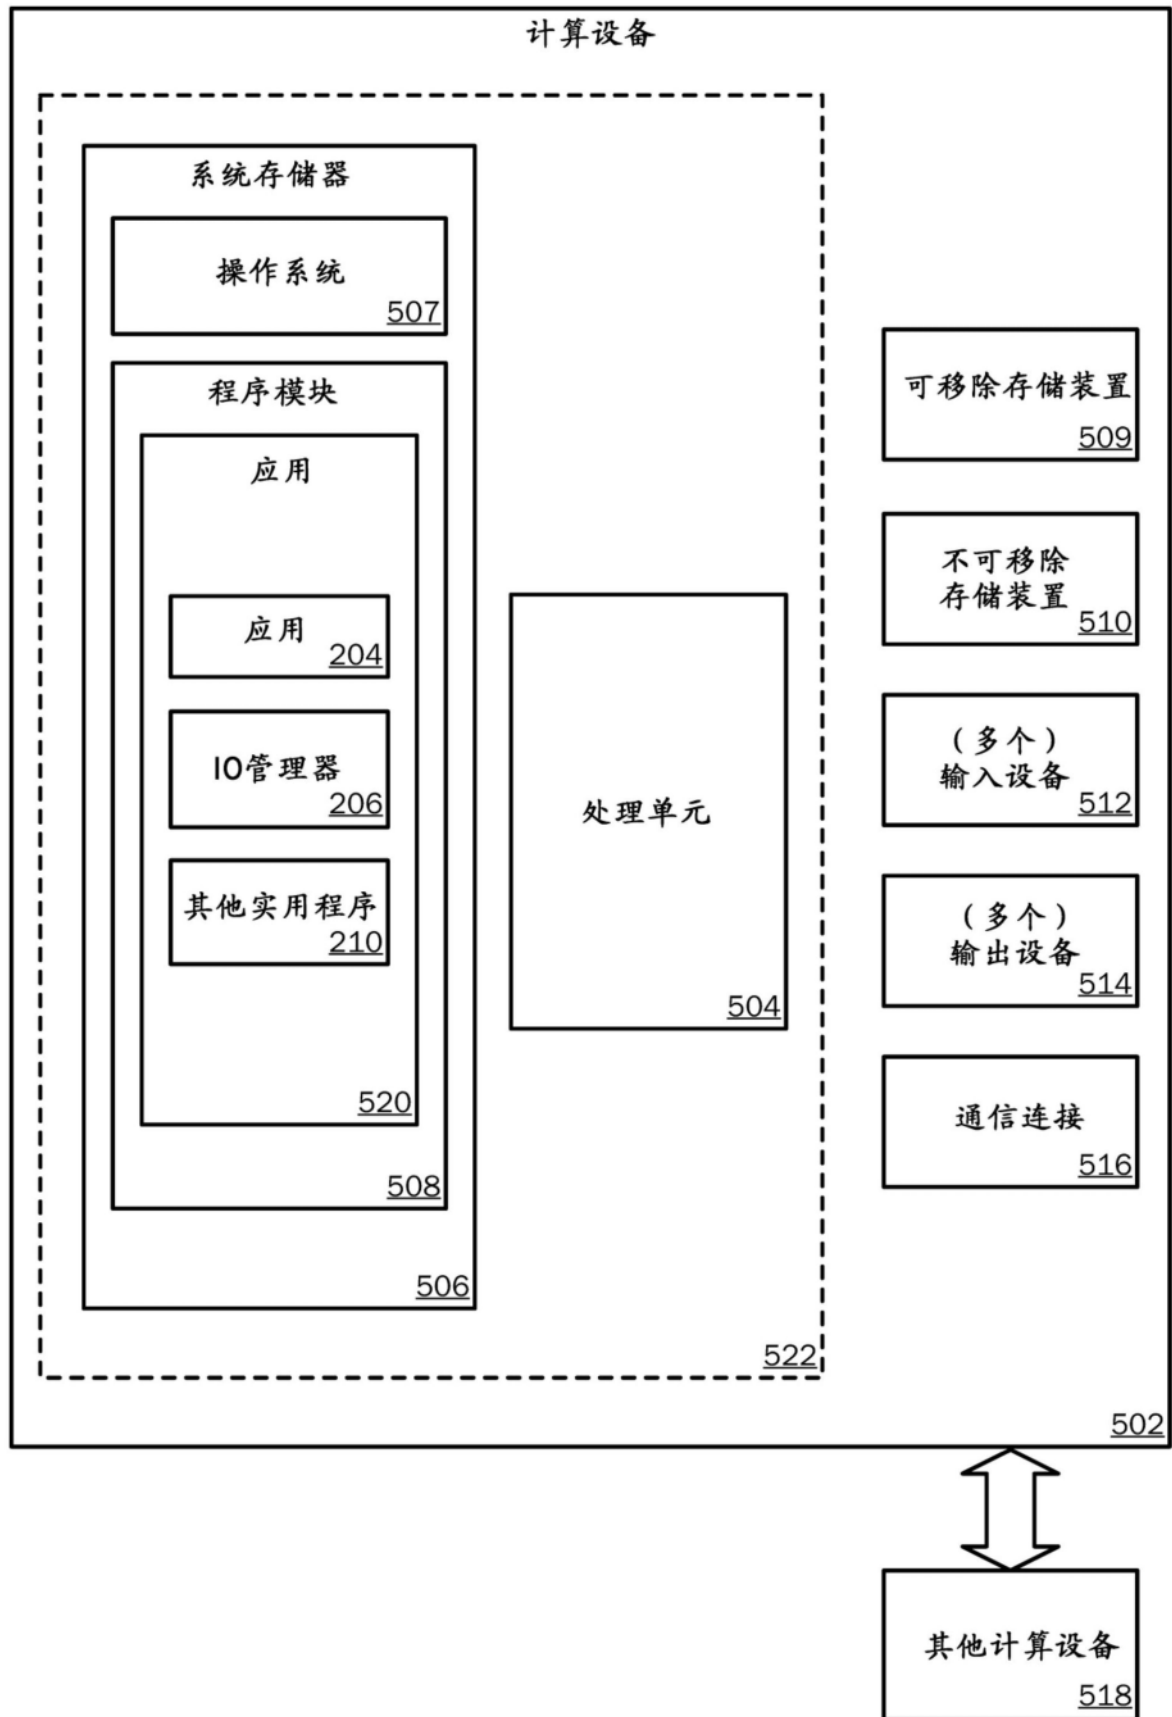 计算设备
系统存储器
操作系统
507
程序模块
应用
应用
204
IO管理器
206
其他实用程序
210
520
508
506
处理单元
504
522
可移除存储装置
509
不可移除
存储装置
510
（多个）
输入设备
512
（多个）
输出设备
514
通信连接
516
502
其他计算设备
518